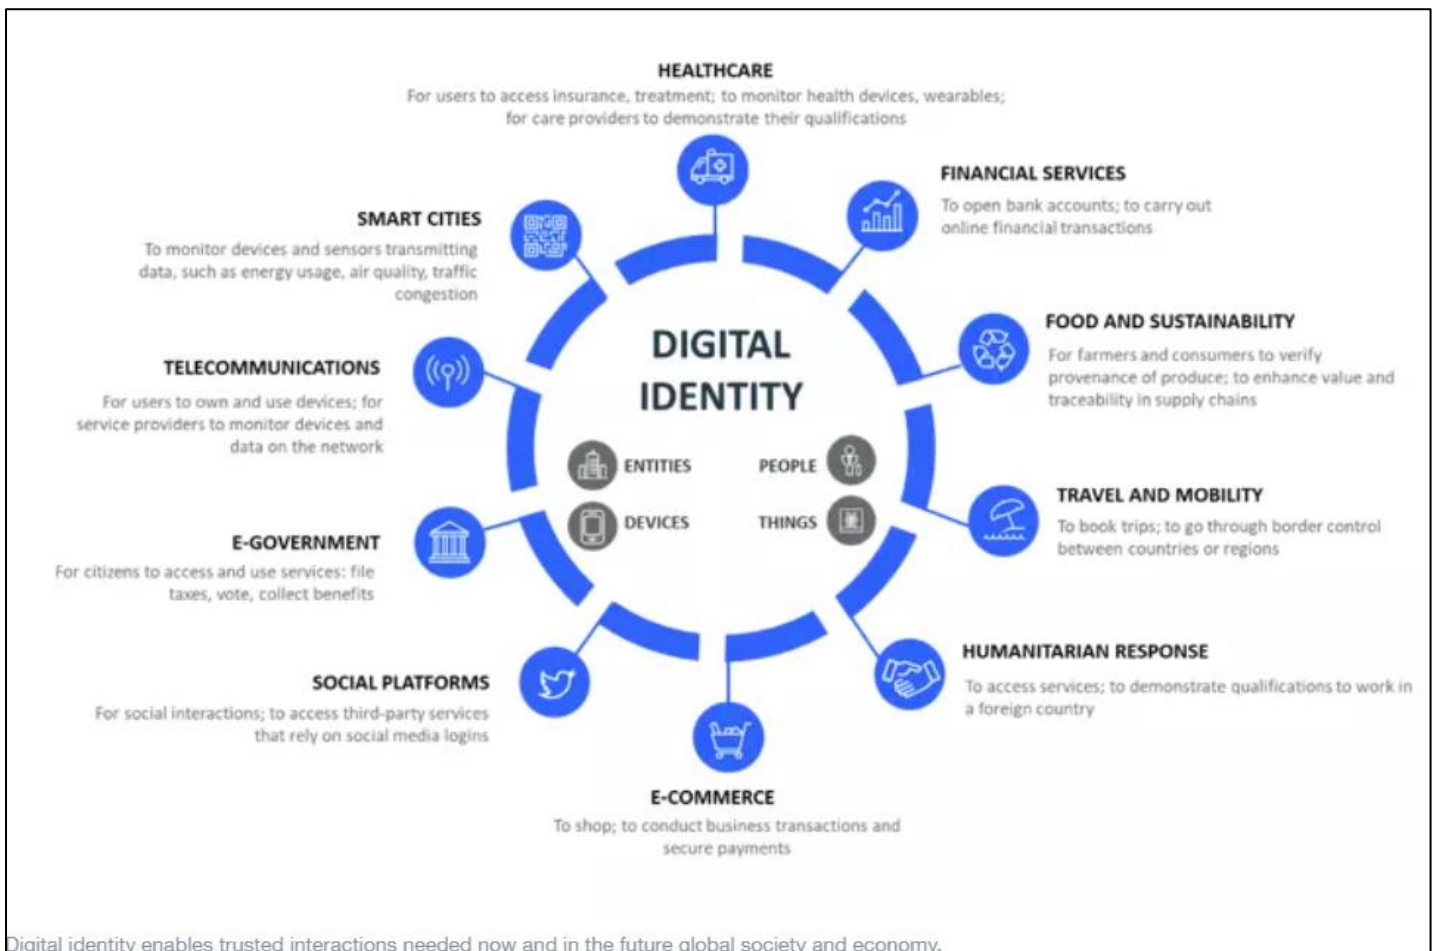 HEALTHCARE
For users to access insurance, treatment; to monitor health devices, wearables;
for care providers to demonstrate their qualifications
FINANCIAL SERVICES
To open bank accounts; to carry out
online financial transactions
FOOD AND SUSTAINABILITY
For farmers and consumers to verify
provenance of produce; to enhance value and
traceability in supply chains
TRAVEL AND MOBILITY
To book trips; to go through border control
between countries or regions
HUMANITARIAN RESPONSE
To access services; to demonstrate qualifications to work in
a foreign country
E-COMMERCE
To shop; to conduct business transactions and
secure payments
SOCIAL PLATFORMS
For social interactions; to access third-party services
that rely on social media logins
E-GOVERNMENT
For citizens to access and use services: file
taxes, vote, collect benefits
TELECOMMUNICATIONS
For users to own and use devices; for
service providers to monitor devices and
data on the network
SMART CITIES
To monitor devices and sensors transmitting
data, such as energy usage, air quality, traffic
congestion
DIGITAL
IDENTITY
ENTITIES
PEOPLE
DEVICES
THINGS
Digital identity enables trusted interactions needed now and in the future global society and economy.